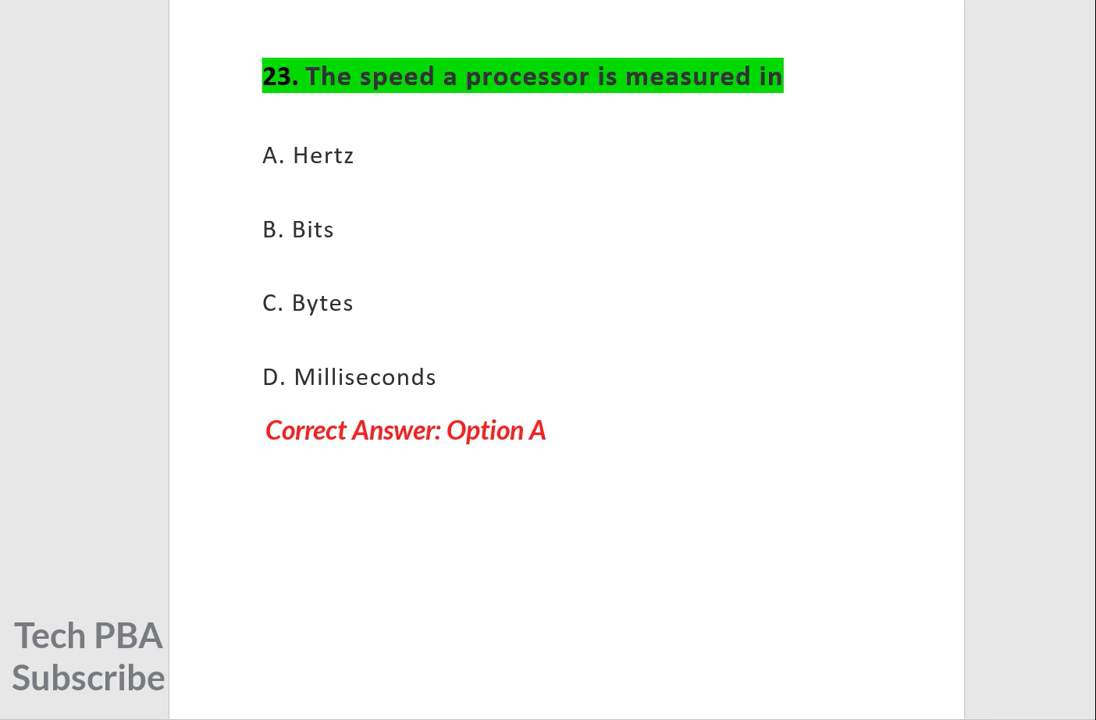 23. The speed a processor is measured in
A. Hertz
B. Bits
C. Bytes
D. Milliseconds
Correct Answer: Option A
Tech PBA
Subscribe